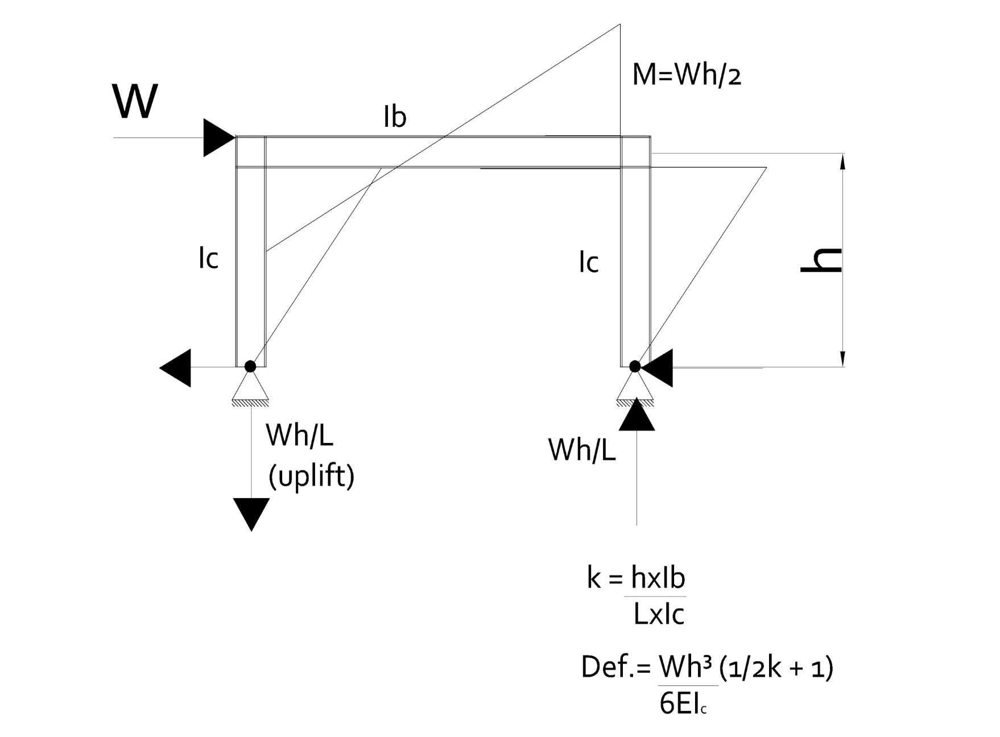 W
M=Wh/2
Ib
Ic
Ic
h
Wh/L
(uplift)
Wh/L
k = hxIb
LxIc
Def.= Wh³ (1/2k + 1)
6EIc